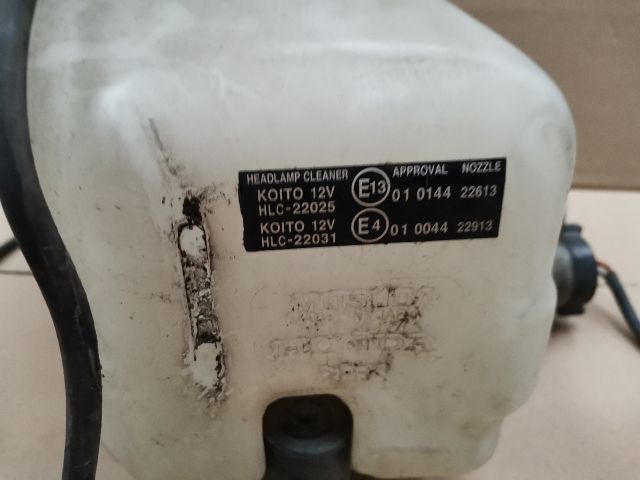 HEADLAMP CLEANER APPROVAL NOZZLE
KOITO 12V E13 01 0144 22613
HLC-22025
KOITO 12V E4 01 0044 22913
HLC-22031
HONDA